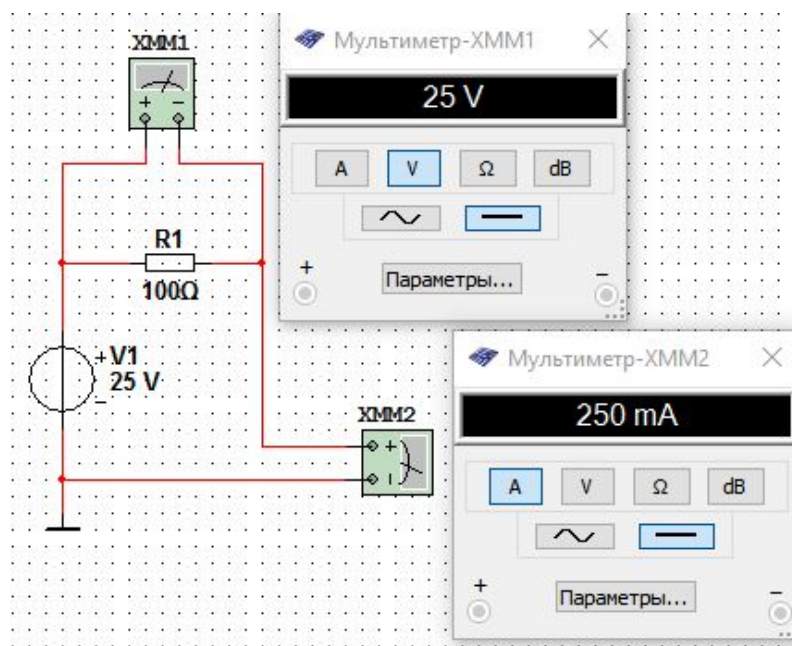 XMM1
+ −
R1
100Ω
+ V1
25 V
−
XMM2
+
−
Мультиметр-XMM1
25 V
A V Ω dB
+ Параметры... −
Мультиметр-XMM2
250 mA
A V Ω dB
+ Параметры... −